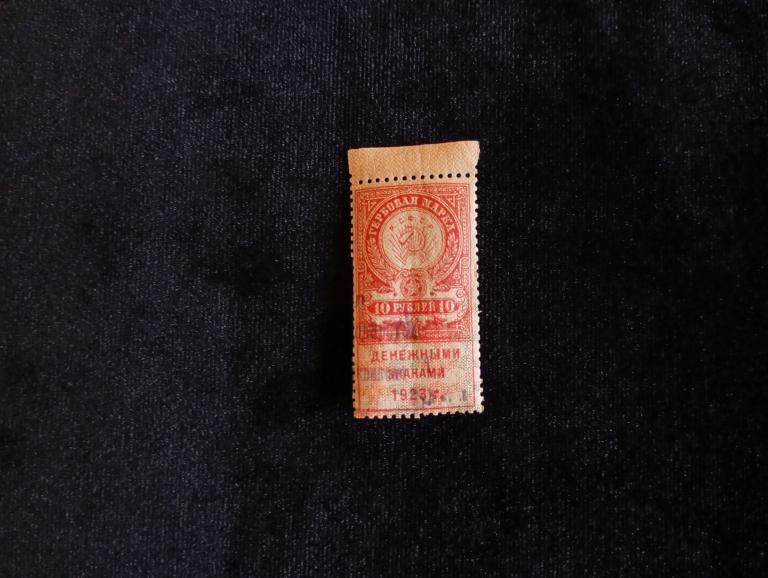 ГЕРБОВАЯ МАРКА
Р.С.Ф.С.Р.
10 РУБЛЕЙ 10
ДЕНЕЖНЫМИ
ЗНАКАМИ
1923 г.